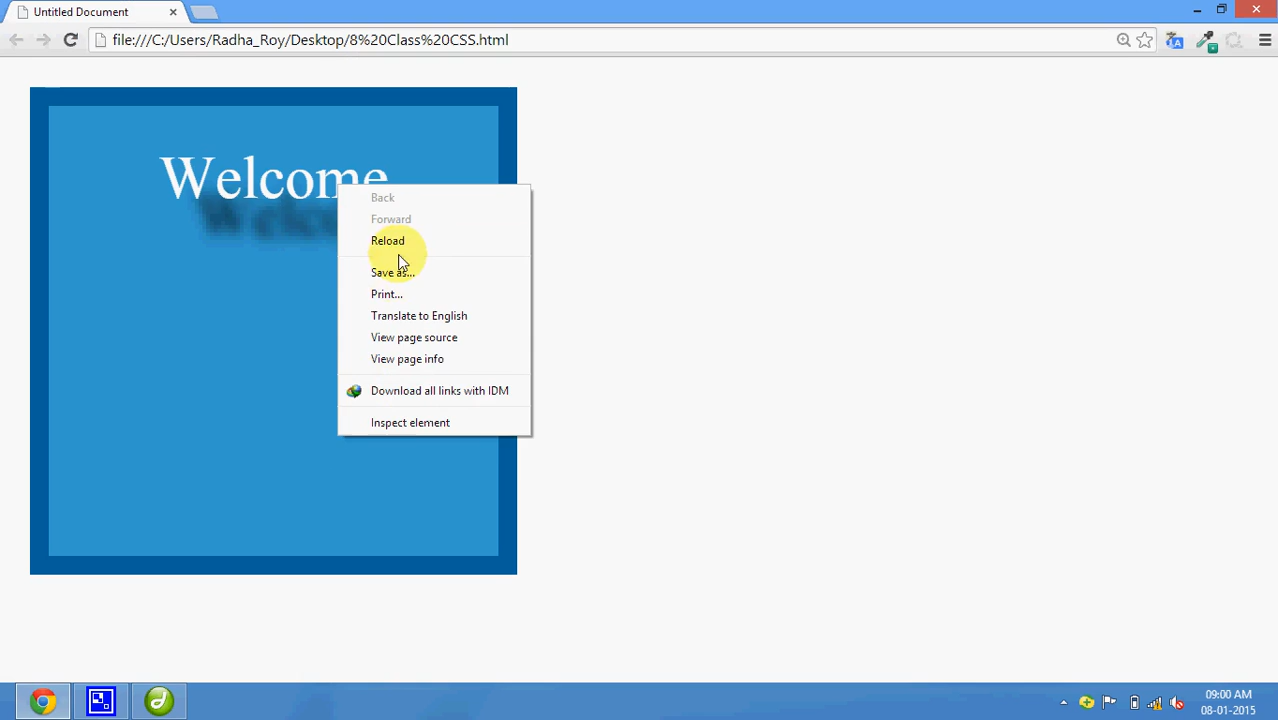 Untitled Document
file:///C:/Users/Radha_Roy/Desktop/8%20Class%20CSS.html
Welcome
Back
Forward
Reload
Save as...
Print...
Translate to English
View page source
View page info
Download all links with IDM
Inspect element
09:00 AM
08-01-2015